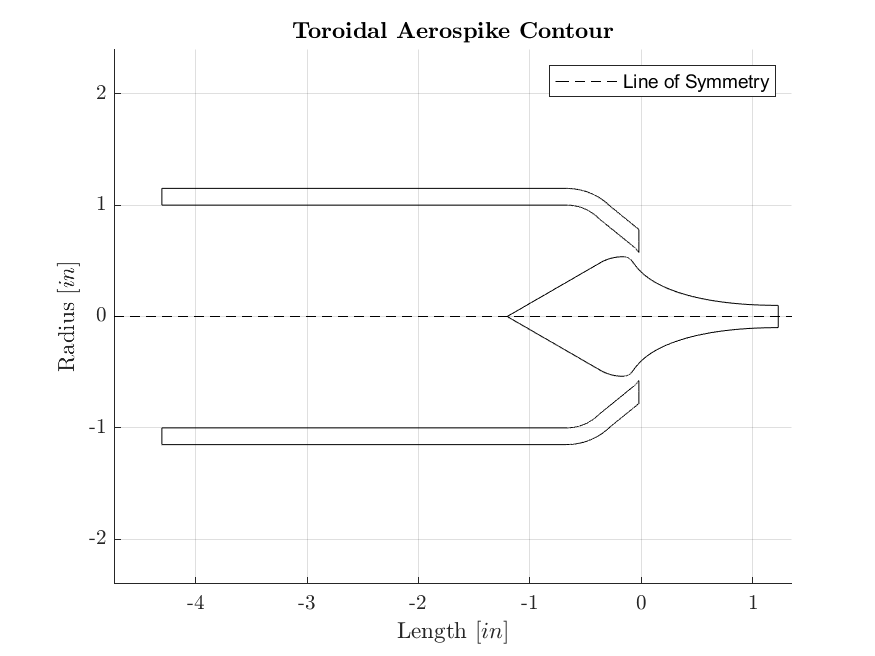 Toroidal Aerospike Contour
Line of Symmetry
2
1
0
-1
-2
Radius [in]
-4 -3 -2 -1 0 1
Length [in]